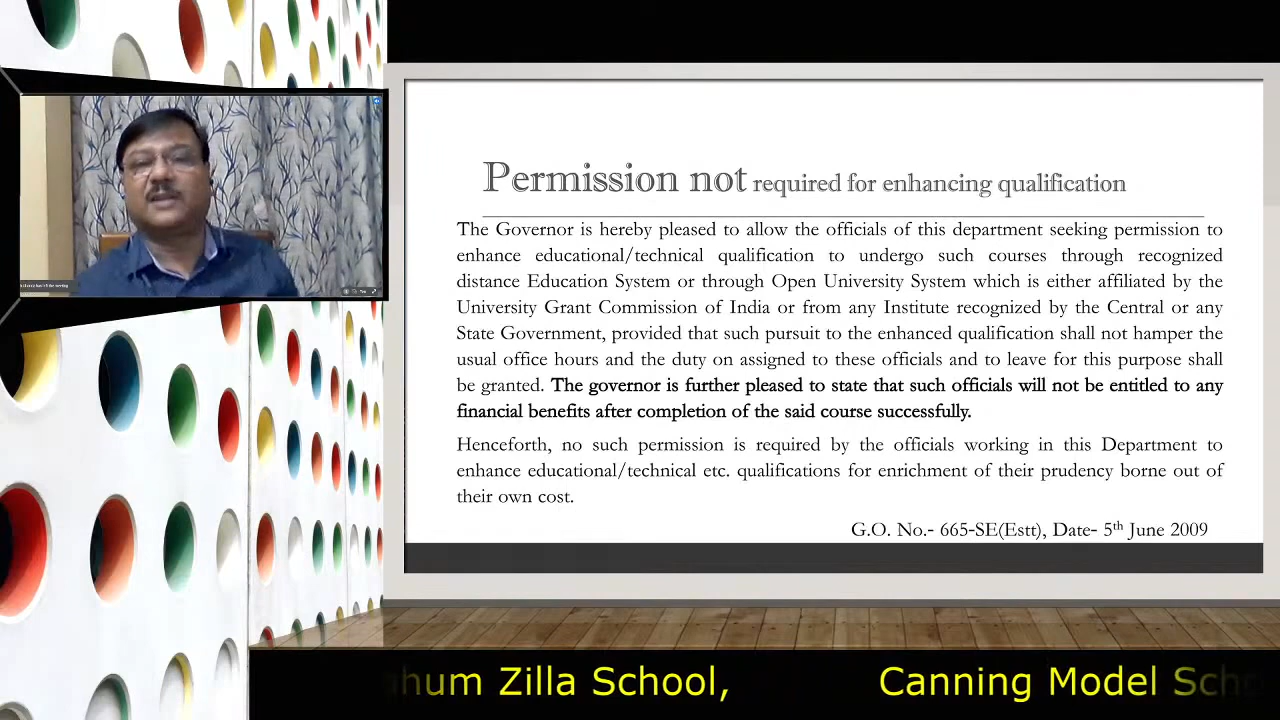 Permission not required for enhancing qualification
The Governor is hereby pleased to allow the officials of this department seeking permission to
enhance educational/technical qualification to undergo such courses through recognized
distance Education System or through Open University System which is either affiliated by the
University Grant Commission of India or from any Institute recognized by the Central or any
State Government, provided that such pursuit to the enhanced qualification shall not hamper the
usual office hours and the duty on assigned to these officials and to leave for this purpose shall
be granted. The governor is further pleased to state that such officials will not be entitled to any
financial benefits after completion of the said course successfully.
Henceforth, no such permission is required by the officials working in this Department to
enhance educational/technical etc. qualifications for enrichment of their prudency borne out of
their own cost.
G.O. No.- 665-SE(Estt), Date- 5th June 2009
hum Zilla School, Canning Model Sch